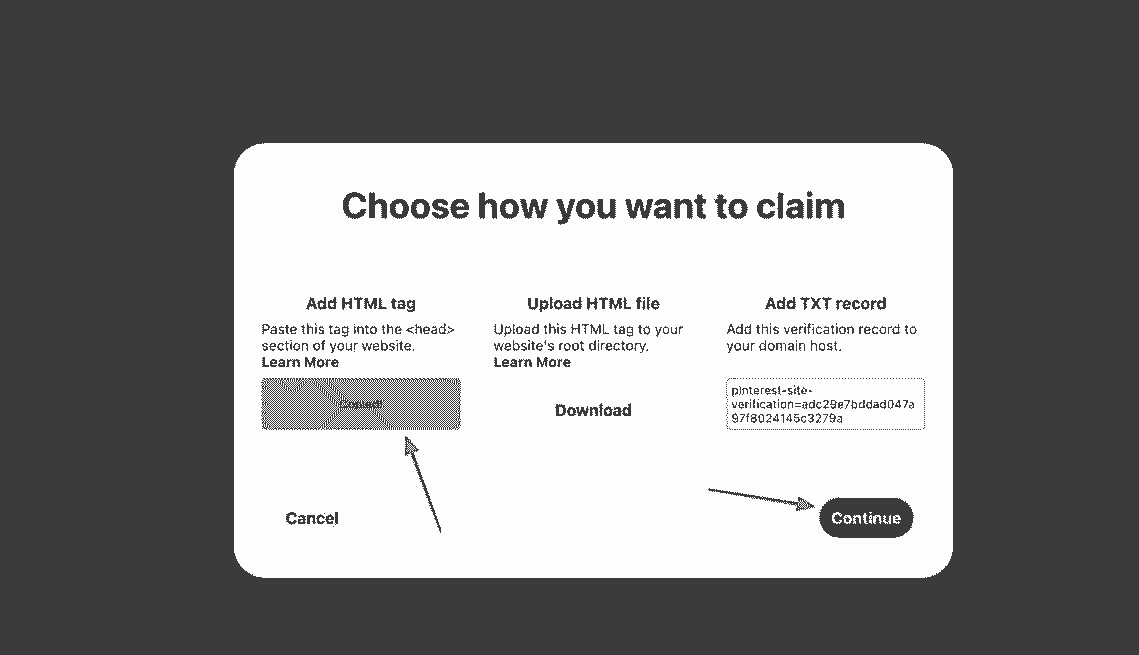 Choose how you want to claim
Add HTML tag
Paste this tag into the <head>
section of your website.
Learn More
Copied!
Upload HTML file
Upload this HTML tag to your
website's root directory.
Learn More
Download
Add TXT record
Add this verification record to
your domain host.
pinterest-site-
verification=adc29e7bddad047a
97f8024145c3279a
Cancel
Continue